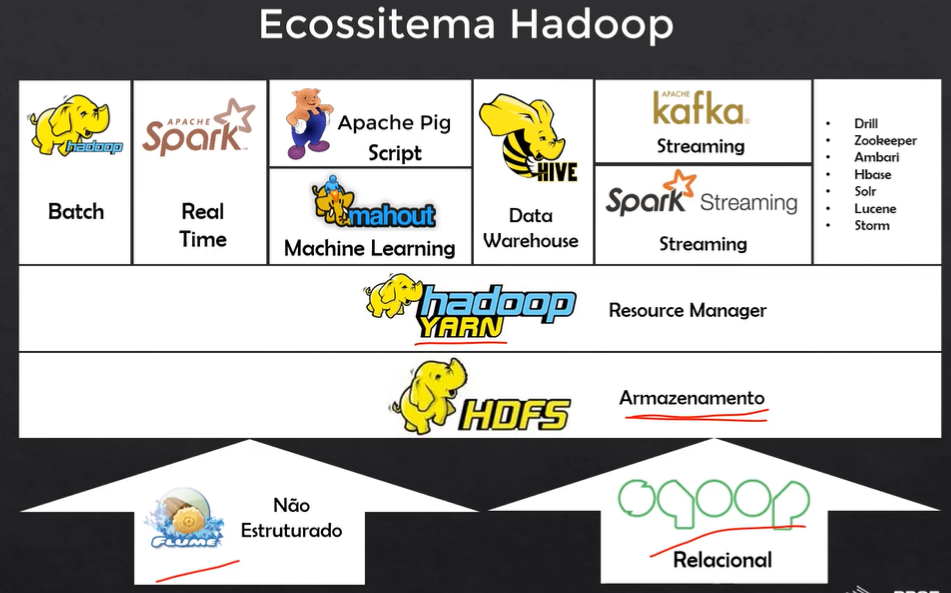 Ecossitema Hadoop
hadoop
Batch
APACHE
Spark
Real
Time
Apache Pig
Script
mahout
Machine Learning
HIVE
Data
Warehouse
APACHE
kafka
Streaming
Spark Streaming
Streaming
• Drill
• Zookeeper
• Ambari
• Hbase
• Solr
• Lucene
• Storm
hadoop
YARN
Resource Manager
HDFS
Armazenamento
FLUME
Não
Estruturado
sqoop
Relacional